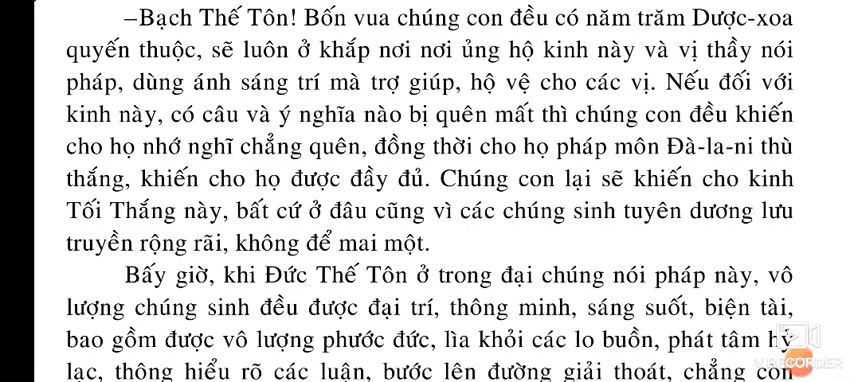 –Bạch Thế Tôn! Bốn vua chúng con đều có năm trăm Dược-xoa
quyến thuộc, sẽ luôn ở khắp nơi nơi ủng hộ kinh này và vị thầy nói
pháp, dùng ánh sáng trí mà trợ giúp, hộ vệ cho các vị. Nếu đối với
kinh này, có câu và ý nghĩa nào bị quên mất thì chúng con đều khiến
cho họ nhớ nghĩ chẳng quên, đồng thời cho họ pháp môn Đà-la-ni thù
thắng, khiến cho họ được đầy đủ. Chúng con lại sẽ khiến cho kinh
Tối Thắng này, bất cứ ở đâu cũng vì các chúng sinh tuyên dương lưu
truyền rộng rãi, không để mai một.
Bấy giờ, khi Đức Thế Tôn ở trong đại chúng nói pháp này, vô
lượng chúng sinh đều được đại trí, thông minh, sáng suốt, biện tài,
bao gồm được vô lượng phước đức, lìa khỏi các lo buồn, phát tâm hỷ
lạc, thông hiểu rõ các luận, bước lên đường giải thoát, chẳng còn
V.RECORDER